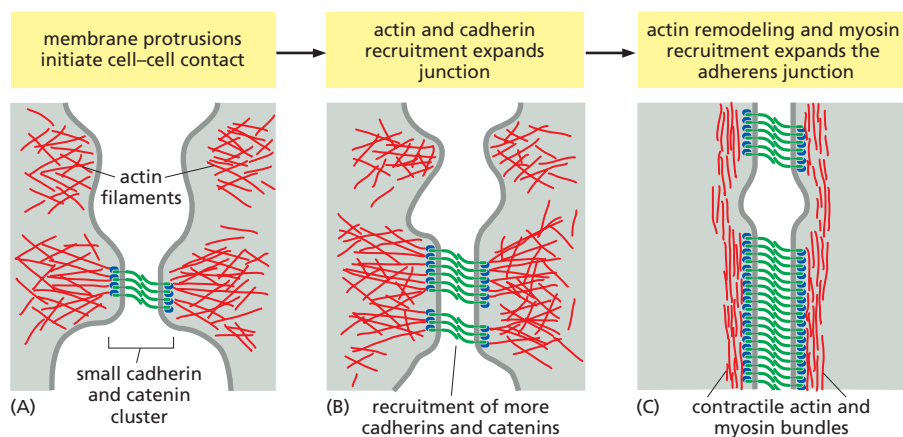 membrane protrusions
initiate cell–cell contact
actin and cadherin
recruitment expands
junction
actin remodeling and myosin
recruitment expands the
adherens junction
actin
filaments
small cadherin
and catenin
cluster
(A)
recruitment of more
cadherins and catenins
(B)
contractile actin and
myosin bundles
(C)